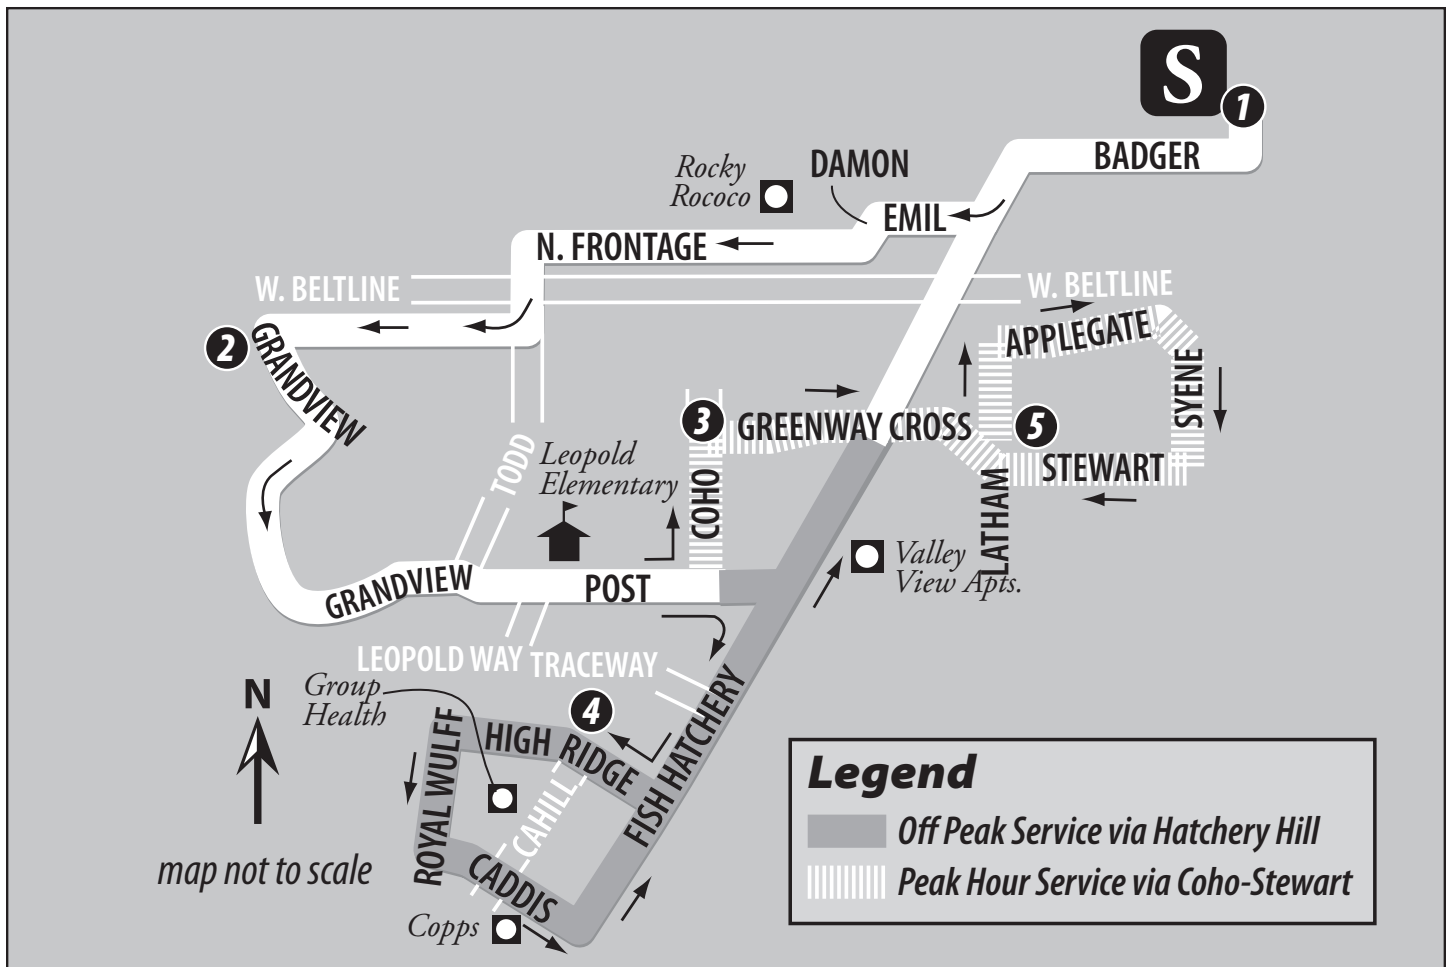 S
1
BADGER
DAMON
Rocky
Rococo
EMIL
N. FRONTAGE
W. BELTLINE
W. BELTLINE
2
GRANDVIEW
APPLEGATE
SYENE
3
GREENWAY CROSS
5
STEWART
TODD
Leopold
Elementary
COHO
LATHAM
Valley
View Apts.
GRANDVIEW
POST
LEOPOLD WAY
TRACEWAY
N
Group
Health
4
HIGH RIDGE
ROYAL WULFF
CAHILL
FISH HATCHERY
CADDIS
Copps
map not to scale
Legend
Off Peak Service via Hatchery Hill
Peak Hour Service via Coho-Stewart